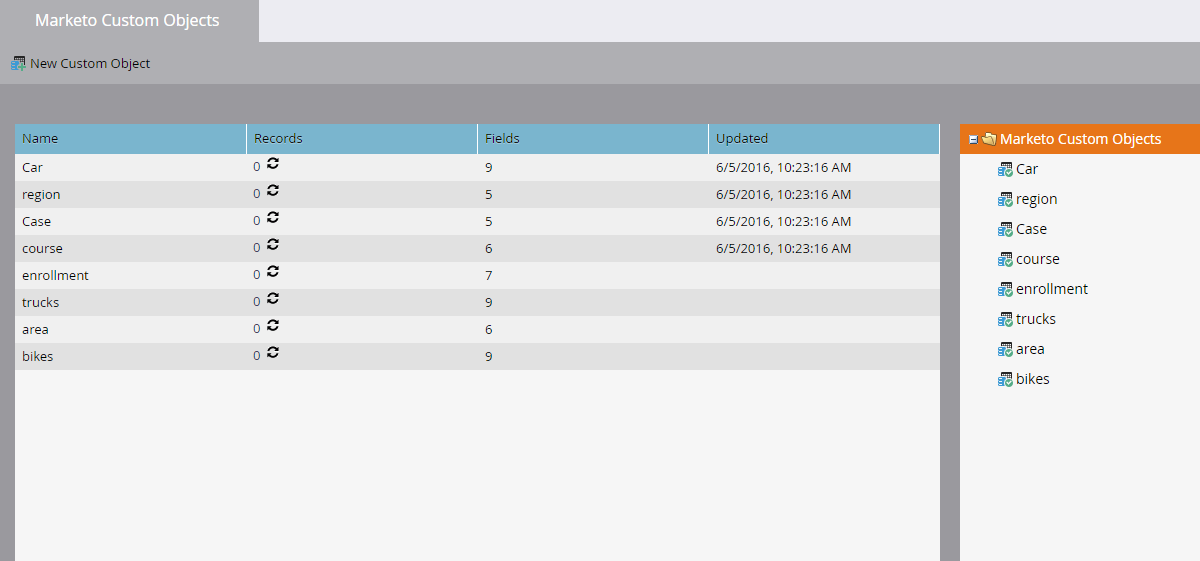 Marketo Custom Objects
New Custom Object
Name Records Fields Updated
Car 0 9 6/5/2016, 10:23:16 AM
region 0 5 6/5/2016, 10:23:16 AM
Case 0 5 6/5/2016, 10:23:16 AM
course 0 6 6/5/2016, 10:23:16 AM
enrollment 0 7
trucks 0 9
area 0 6
bikes 0 9
Marketo Custom Objects
Car
region
Case
course
enrollment
trucks
area
bikes